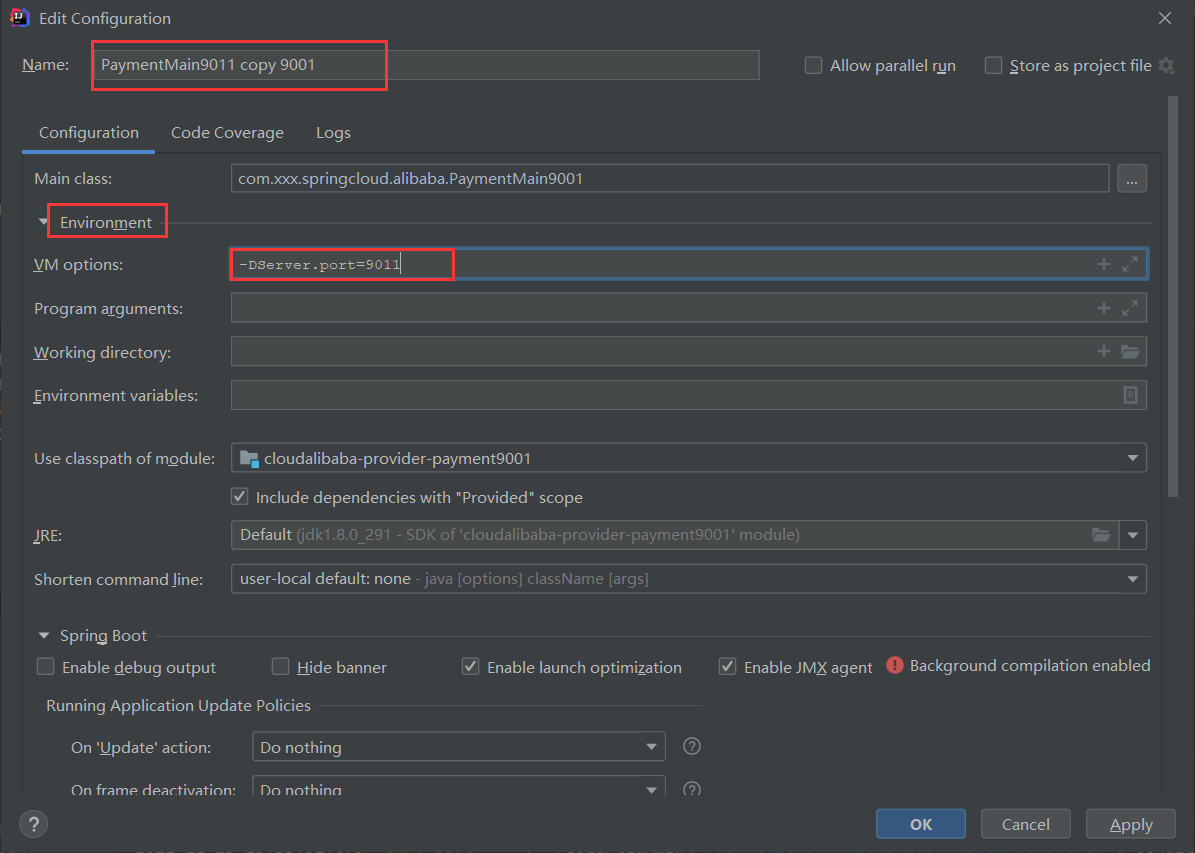 Edit Configuration
Name: PaymentMain9011 copy 9001 Allow parallel run Store as project file
Configuration Code Coverage Logs
Main class: com.xxx.springcloud.alibaba.PaymentMain9001 ...
Environment
VM options: -DServer.port=9011
Program arguments:
Working directory:
Environment variables:
Use classpath of module: cloudalibaba-provider-payment9001
Include dependencies with "Provided" scope
JRE: Default (jdk1.8.0_291 - SDK of 'cloudalibaba-provider-payment9001' module)
Shorten command line: user-local default: none - java [options] className [args]
Spring Boot
Enable debug output Hide banner Enable launch optimization Enable JMX agent Background compilation enabled
Running Application Update Policies
On 'Update' action: Do nothing ?
On frame deactivation: Do nothing ?
? OK Cancel Apply